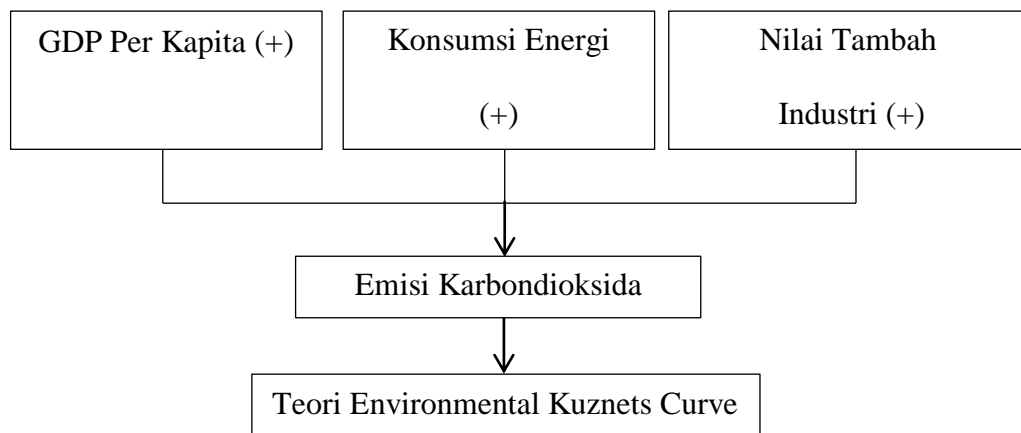 GDP Per Kapita (+)
Konsumsi Energi
(+)
Nilai Tambah
Industri (+)
Emisi Karbondioksida
Teori Environmental Kuznets Curve